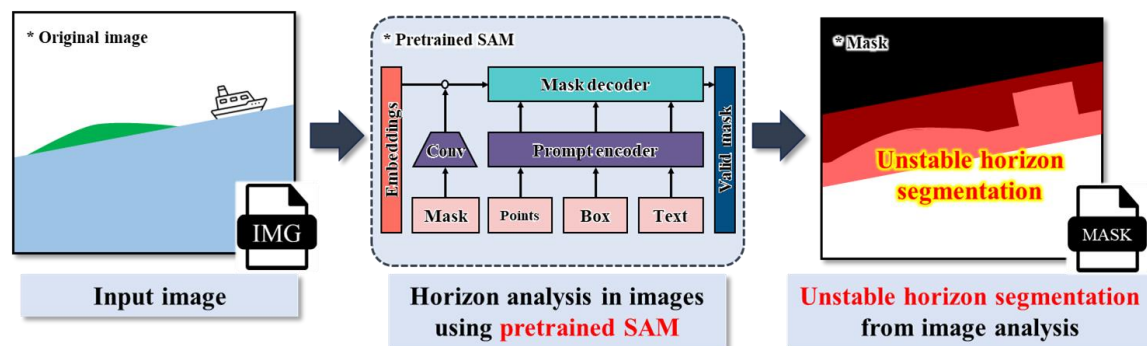 * Original image
IMG
Input image
* Pretrained SAM
Embeddings
Mask decoder
Conv
Prompt encoder
Valid mask
Mask
Points
Box
Text
Horizon analysis in images
using pretrained SAM
* Mask
Unstable horizon
segmentation
MASK
Unstable horizon segmentation
from image analysis